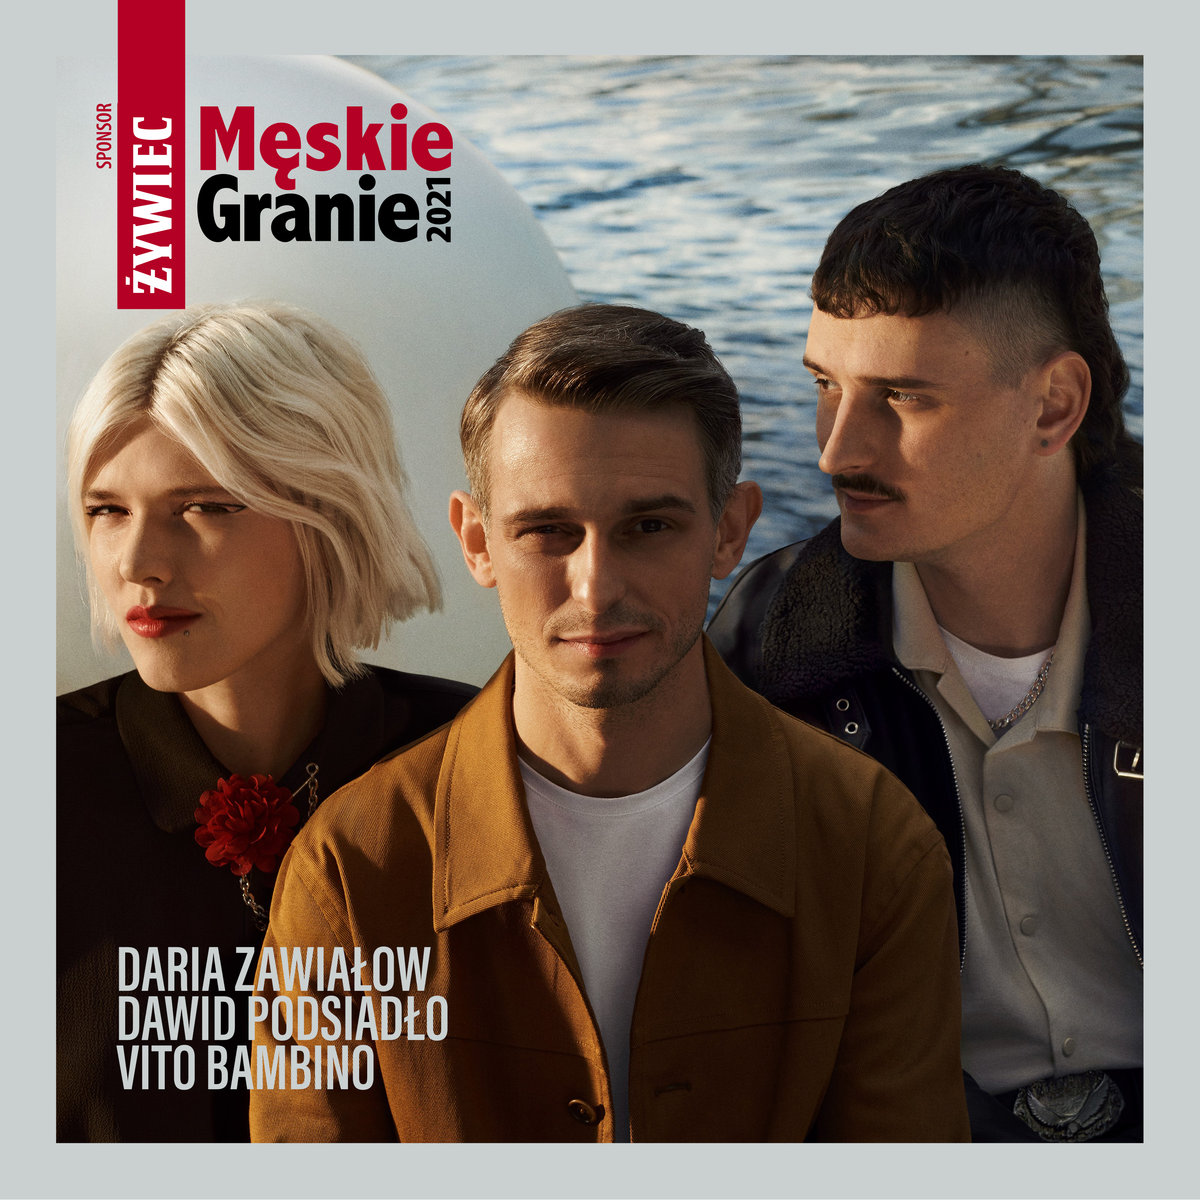 SPONSOR
ŻYWIEC
Męskie
Granie
2021
DARIA ZAWIAŁOW
DAWID PODSIADŁO
VITO BAMBINO